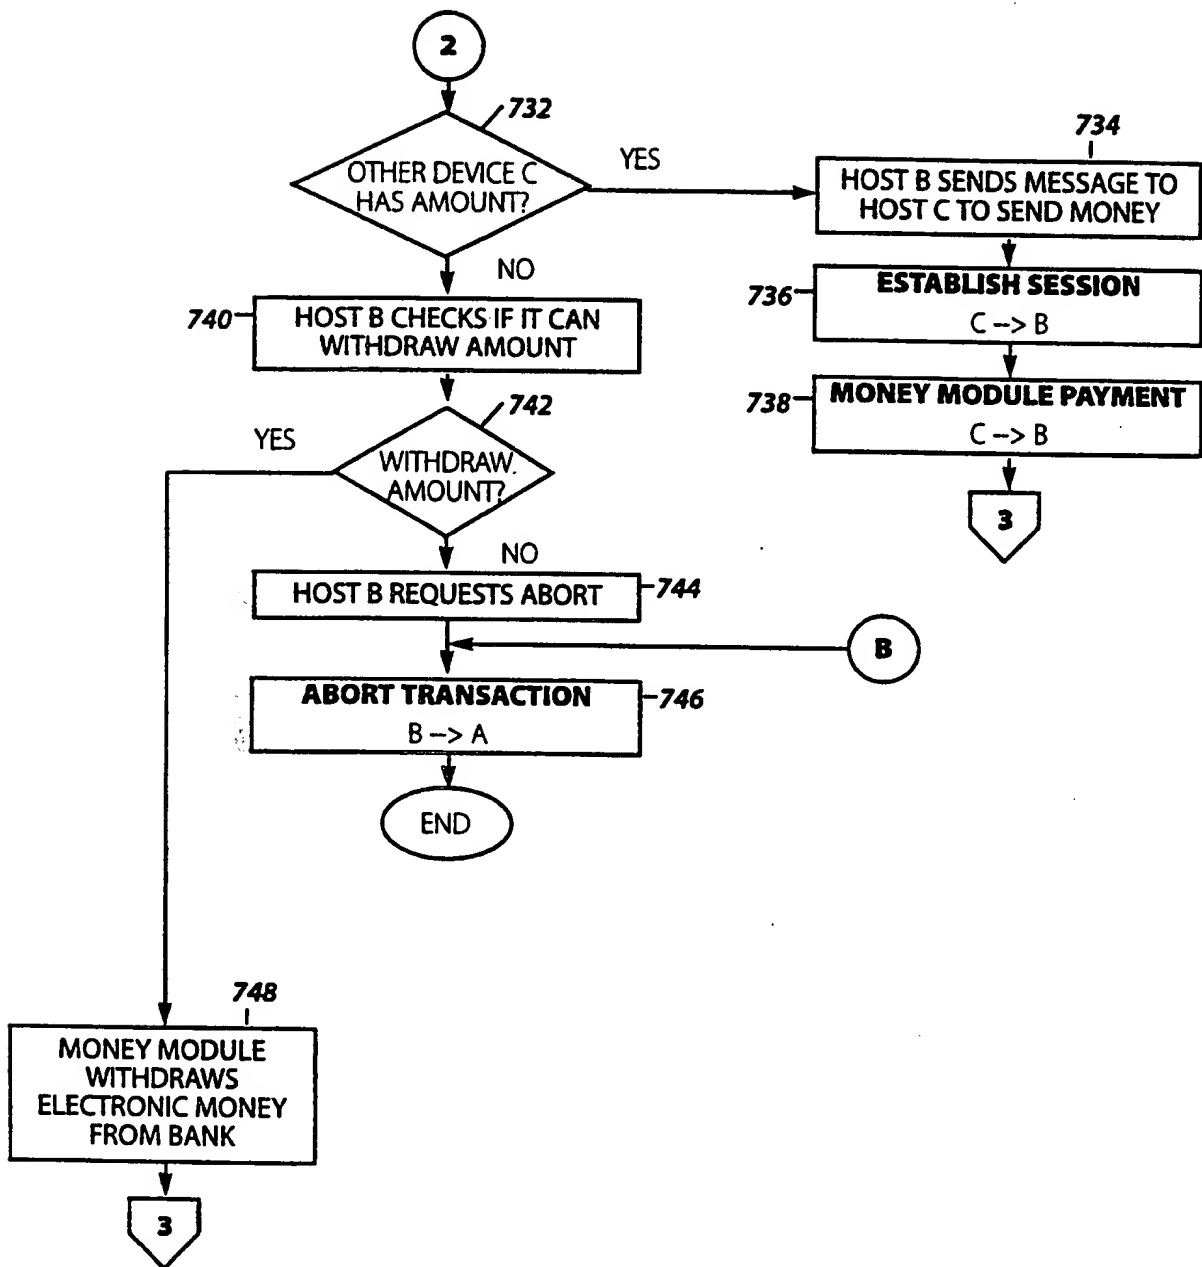 2
732
OTHER DEVICE C
HAS AMOUNT?
YES
734
HOST B SENDS MESSAGE TO
HOST C TO SEND MONEY
NO
736
ESTABLISH SESSION
C --> B
740
HOST B CHECKS IF IT CAN
WITHDRAW AMOUNT
738
MONEY MODULE PAYMENT
C --> B
3
742
YES
WITHDRAW
AMOUNT?
NO
HOST B REQUESTS ABORT
744
B
ABORT TRANSACTION
B --> A
746
END
748
MONEY MODULE
WITHDRAWS
ELECTRONIC MONEY
FROM BANK
3